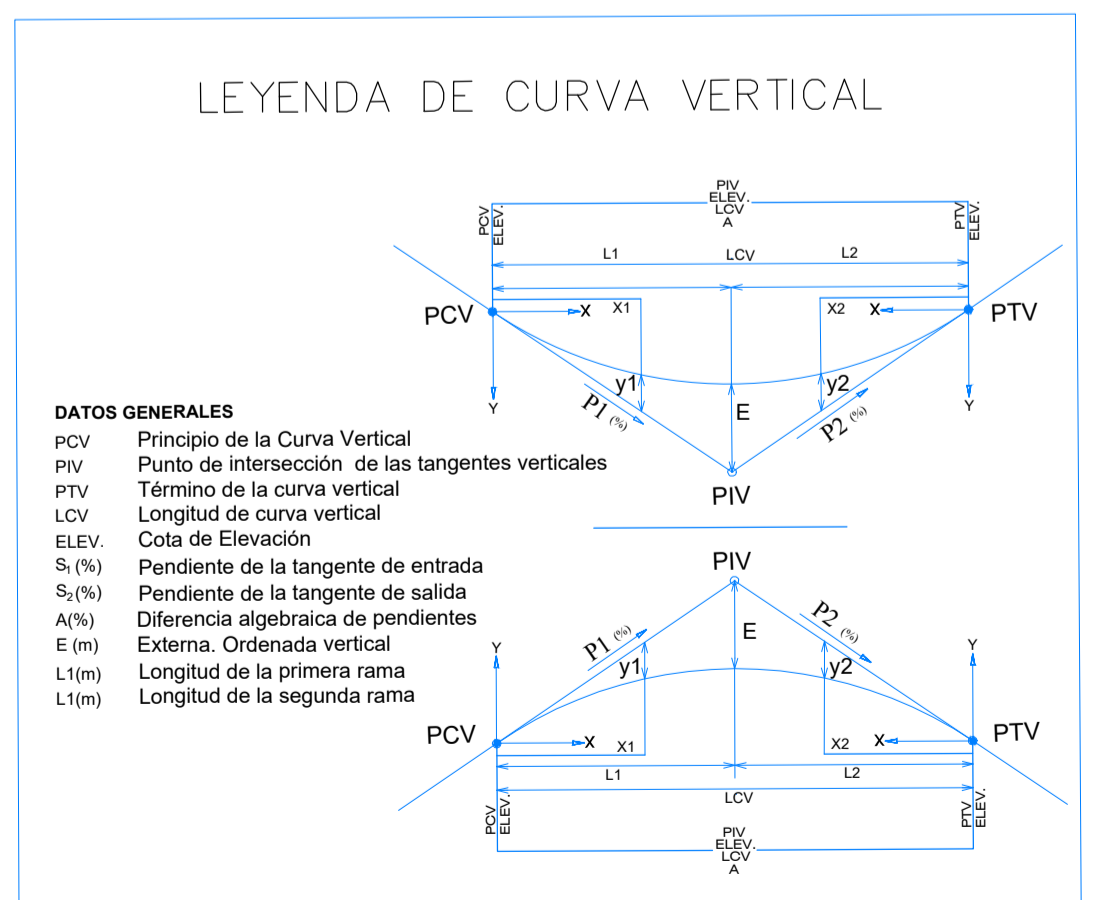 LEYENDA DE CURVA VERTICAL
PIV
ELEV.
LCV
A
PCV
ELEV.
PTV
ELEV.
L1
LCV
L2
PCV
x
X1
X2
x
PTV
y1
y2
Y
Y
P1 (%)
E
P2 (%)
PIV
DATOS GENERALES
PCV Principio de la Curva Vertical
PIV Punto de intersección de las tangentes verticales
PTV Término de la curva vertical
LCV Longitud de curva vertical
ELEV. Cota de Elevación
S1 (%) Pendiente de la tangente de entrada
S2 (%) Pendiente de la tangente de salida
A(%) Diferencia algebraica de pendientes
E (m) Externa. Ordenada vertical
L1(m) Longitud de la primera rama
L1(m) Longitud de la segunda rama
PIV
P1 (%)
P2 (%)
E
Y
Y
y1
y2
PCV
x
X1
X2
x
PTV
L1
L2
LCV
PCV
ELEV.
PTV
ELEV.
PIV
ELEV.
LCV
A